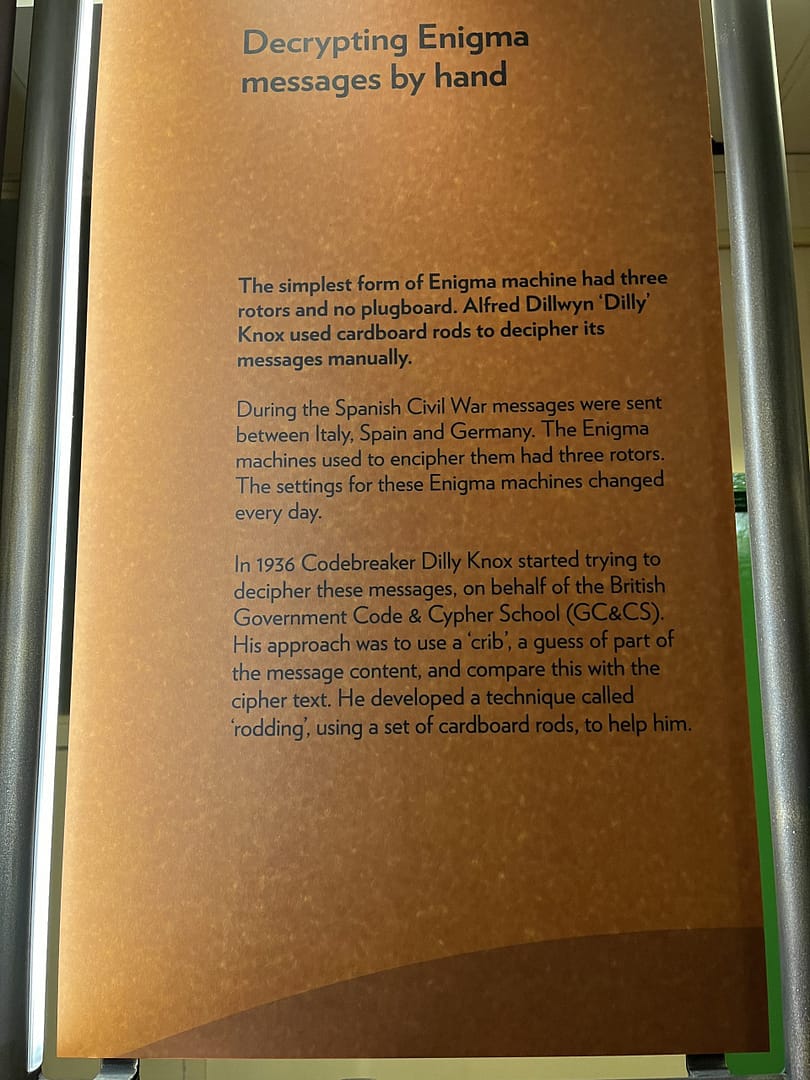 Decrypting Enigma
messages by hand
The simplest form of Enigma machine had three
rotors and no plugboard. Alfred Dillwyn ‘Dilly’
Knox used cardboard rods to decipher its
messages manually.
During the Spanish Civil War messages were sent
between Italy, Spain and Germany. The Enigma
machines used to encipher them had three rotors.
The settings for these Enigma machines changed
every day.
In 1936 Codebreaker Dilly Knox started trying to
decipher these messages, on behalf of the British
Government Code & Cypher School (GC&CS).
His approach was to use a ‘crib’, a guess of part of
the message content, and compare this with the
cipher text. He developed a technique called
‘rodding’, using a set of cardboard rods, to help him.